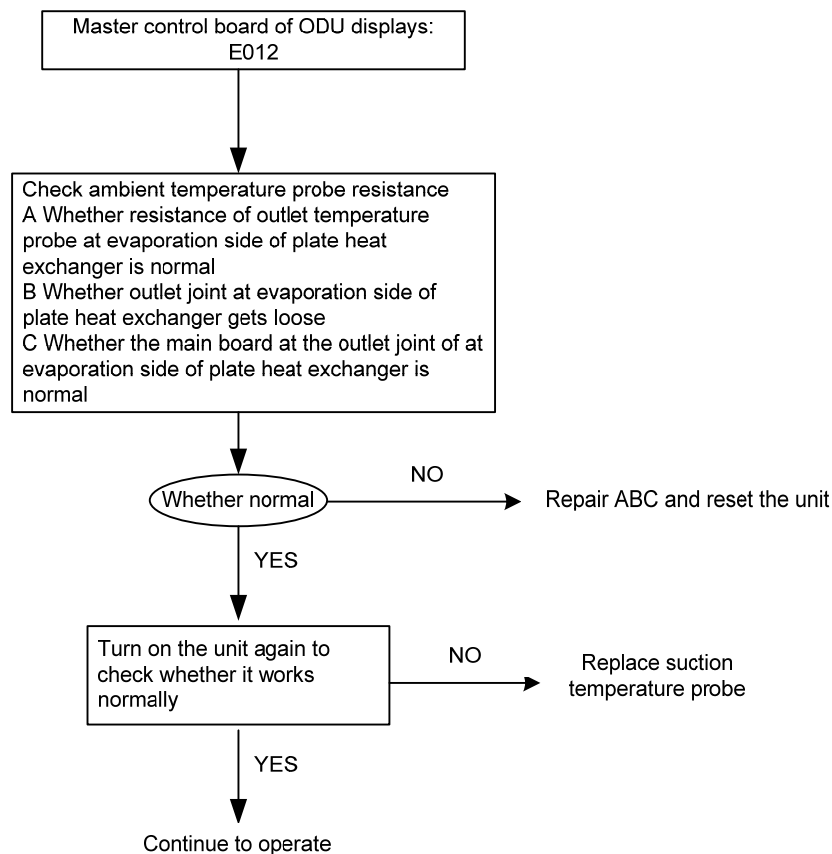 Master control board of ODU displays:
E012
Check ambient temperature probe resistance
A Whether resistance of outlet temperature
probe at evaporation side of plate heat
exchanger is normal
B Whether outlet joint at evaporation side of
plate heat exchanger gets loose
C Whether the main board at the outlet joint of at
evaporation side of plate heat exchanger is
normal
Whether normal
NO
Repair ABC and reset the unit
YES
Turn on the unit again to
check whether it works
normally
NO
Replace suction
temperature probe
YES
Continue to operate